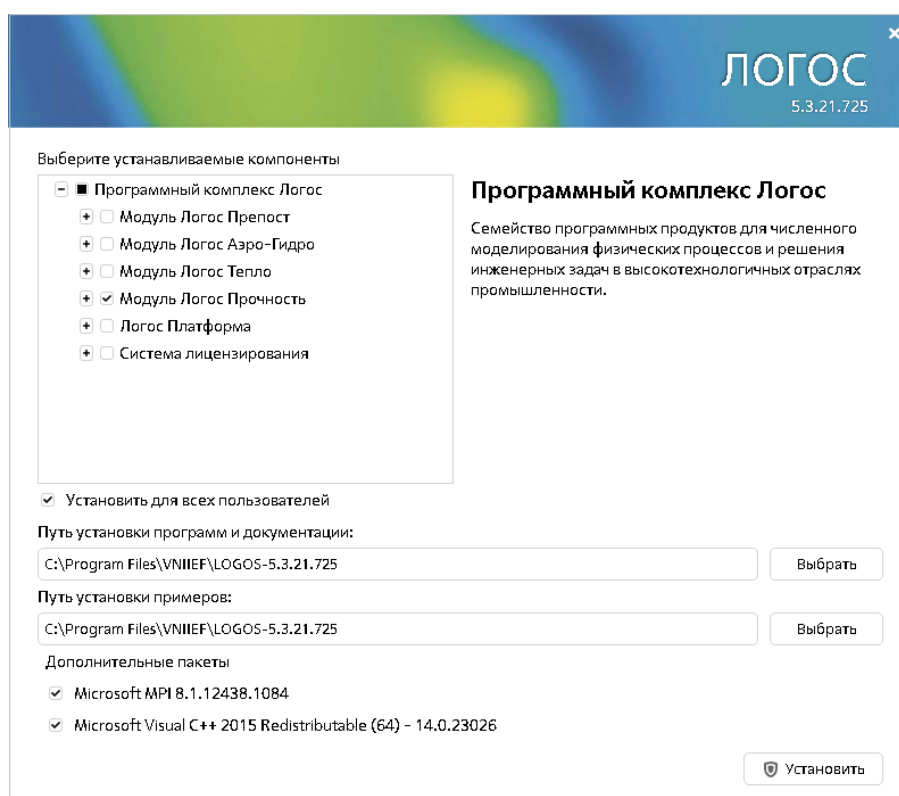 ЛОГОС
5.3.21.725
Выберите устанавливаемые компоненты
Программный комплекс Логос
Модуль Логос Препост
Модуль Логос Аэро-Гидро
Модуль Логос Тепло
Модуль Логос Прочность
Логос Платформа
Система лицензирования
Программный комплекс Логос
Семейство программных продуктов для численного
моделирования физических процессов и решения
инженерных задач в высокотехнологичных отраслях
промышленности.
Установить для всех пользователей
Путь установки программ и документации:
C:\Program Files\VNIIEF\LOGOS-5.3.21.725
Выбрать
Путь установки примеров:
C:\Program Files\VNIIEF\LOGOS-5.3.21.725
Выбрать
Дополнительные пакеты
Microsoft MPI 8.1.12438.1084
Microsoft Visual C++ 2015 Redistributable (64) - 14.0.23026
Установить